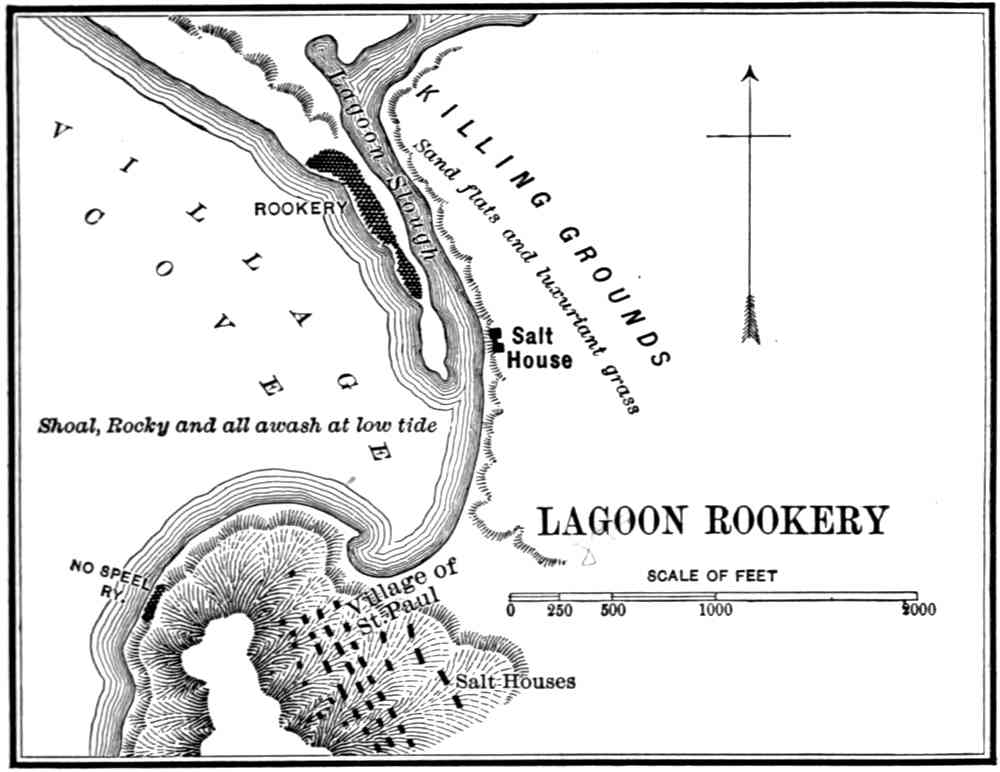 KILLING GROUNDS
Sand flats and luxuriant grass
Lagoon Slough
VILLAGE
COVE
ROOKERY
Salt
House
Shoal, Rocky and all awash at low tide
LAGOON ROOKERY
SCALE OF FEET
0 250 500 1000 2000
NO SPEEL
RY.
Village of
St. Paul
Salt Houses